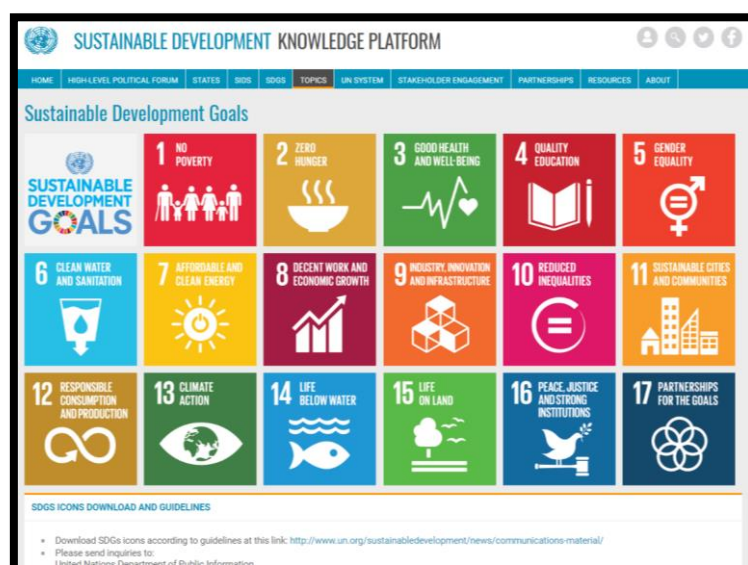 SUSTAINABLE DEVELOPMENT KNOWLEDGE PLATFORM
HOME HIGH-LEVEL POLITICAL FORUM STATES SIDS SDGS TOPICS UN SYSTEM STAKEHOLDER ENGAGEMENT PARTNERSHIPS RESOURCES ABOUT
Sustainable Development Goals
SUSTAINABLE
DEVELOPMENT
GOALS
1 NO
POVERTY
2 ZERO
HUNGER
3 GOOD HEALTH
AND WELL-BEING
4 QUALITY
EDUCATION
5 GENDER
EQUALITY
6 CLEAN WATER
AND SANITATION
7 AFFORDABLE AND
CLEAN ENERGY
8 DECENT WORK AND
ECONOMIC GROWTH
9 INDUSTRY, INNOVATION
AND INFRASTRUCTURE
10 REDUCED
INEQUALITIES
11 SUSTAINABLE CITIES
AND COMMUNITIES
12 RESPONSIBLE
CONSUMPTION
AND PRODUCTION
13 CLIMATE
ACTION
14 LIFE
BELOW WATER
15 LIFE
ON LAND
16 PEACE, JUSTICE
AND STRONG
INSTITUTIONS
17 PARTNERSHIPS
FOR THE GOALS
SDGS ICONS DOWNLOAD AND GUIDELINES
Download SDGs icons according to guidelines at this link: http://www.un.org/sustainabledevelopment/news/communications-material/
Please send inquiries to:
United Nations Department of Public Information